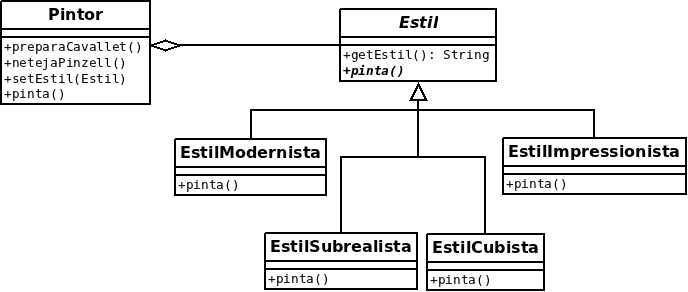 Pintor
+preparaCavallet()
+netejaPinzell()
+setEstil(Estil)
+pinta()
Estil
+getEstil(): String
+pinta()
EstilModernista
+pinta()
EstilImpressionista
+pinta()
EstilSubrealista
+pinta()
EstilCubista
+pinta()